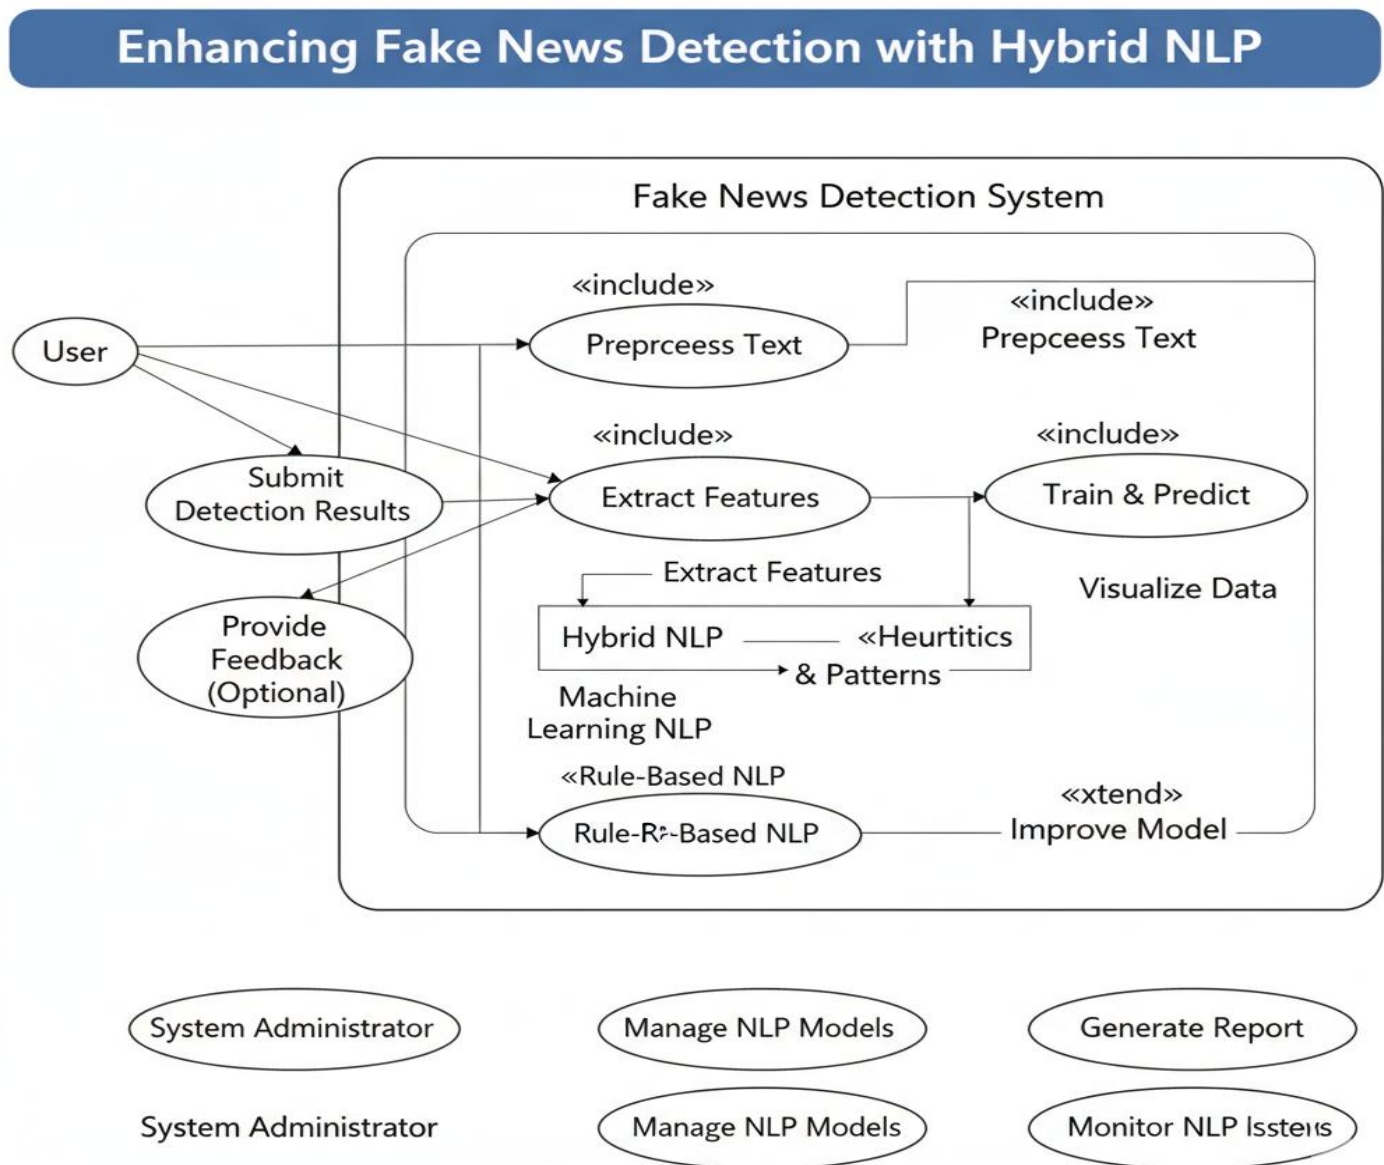 Enhancing Fake News Detection with Hybrid NLP
Fake News Detection System
«include»
«include»
User
Preprceess Text
Prepceess Text
«include»
«include»
Submit
Detection Results
Extract Features
Train & Predict
Extract Features
Visualize Data
Provide
Feedback
(Optional)
Hybrid NLP
«Heurtitics
& Patterns
Machine
Learning NLP
«Rule-Based NLP
«xtend»
Rule-R-Based NLP
Improve Model
System Administrator
Manage NLP Models
Generate Report
System Administrator
Manage NLP Models
Monitor NLP